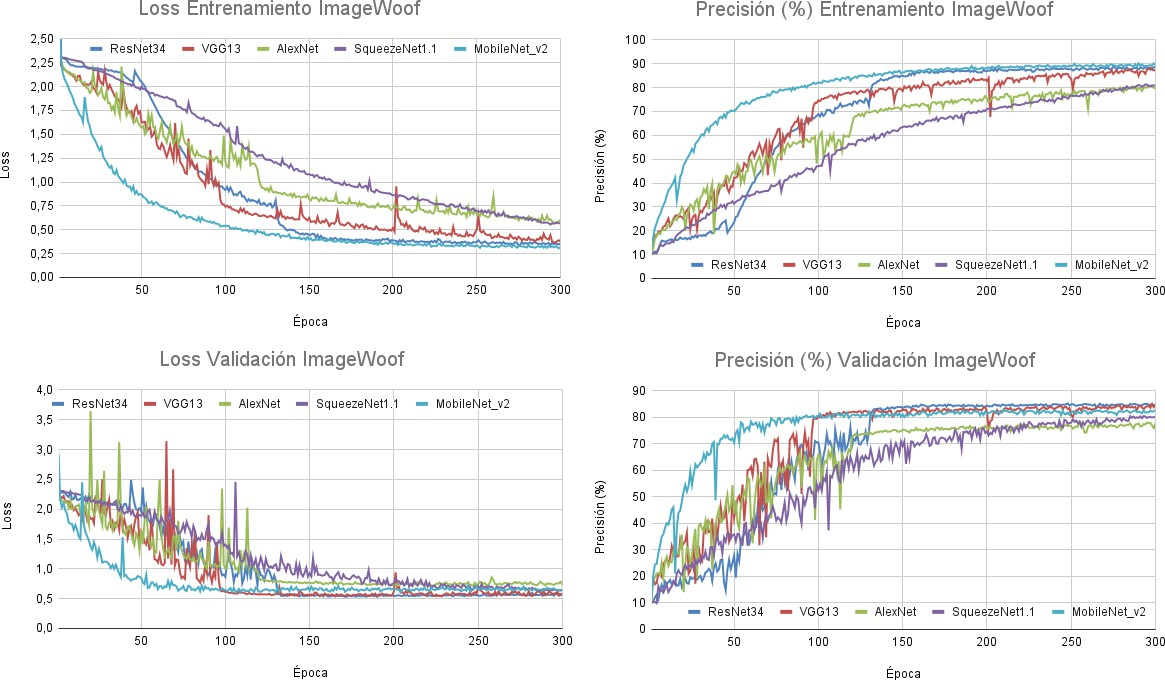 Loss Entrenamiento ImageWoof
2,50
2,25
2,00
1,75
1,50
1,25
1,00
0,75
0,50
0,25
0,00
Loss
ResNet34 VGG13 AlexNet SqueezeNet1.1 MobileNet_v2
50 100 150 200 250 300
Época
Precisión (%) Entrenamiento ImageWoof
100
90
80
70
60
50
40
30
20
10
0
Precisión (%)
ResNet34 VGG13 AlexNet SqueezeNet1.1 MobileNet_v2
50 100 150 200 250 300
Época
Loss Validación ImageWoof
4,0
3,5
3,0
2,5
2,0
1,5
1,0
0,5
0,0
Loss
ResNet34 VGG13 AlexNet SqueezeNet1.1 MobileNet_v2
50 100 150 200 250 300
Época
Precisión (%) Validación ImageWoof
90
80
70
60
50
40
30
20
10
0
Precisión (%)
ResNet34 VGG13 AlexNet SqueezeNet1.1 MobileNet_v2
50 100 150 200 250 300
Época